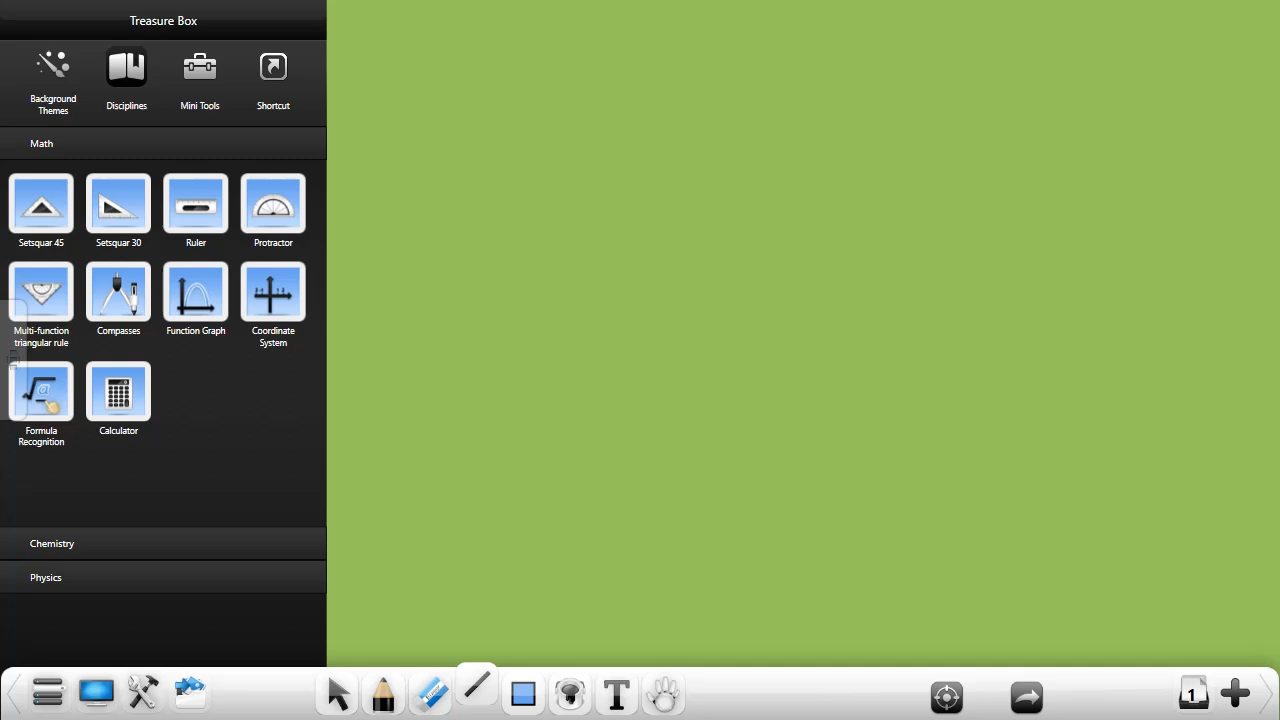 Treasure Box
Background
Themes
Disciplines
Mini Tools
Shortcut
Math
Setsquar 45
Setsquar 30
Ruler
Protractor
Multi-function
triangular rule
Compasses
Function Graph
Coordinate
System
Formula
Recognition
Calculator
Chemistry
Physics
T
1